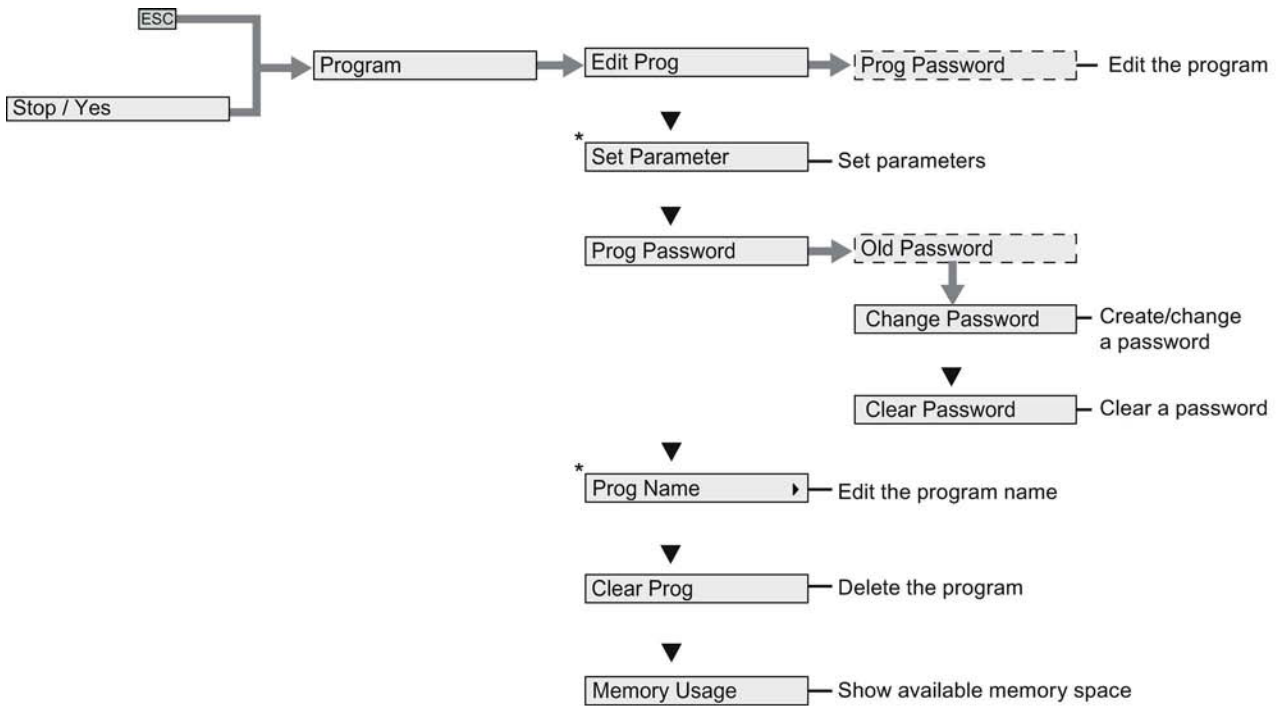 ESC
Program
Edit Prog
Prog Password
Edit the program
Stop / Yes
*
Set Parameter
Set parameters
Prog Password
Old Password
Change Password
Create/change
a password
Clear Password
Clear a password
*
Prog Name
Edit the program name
Clear Prog
Delete the program
Memory Usage
Show available memory space